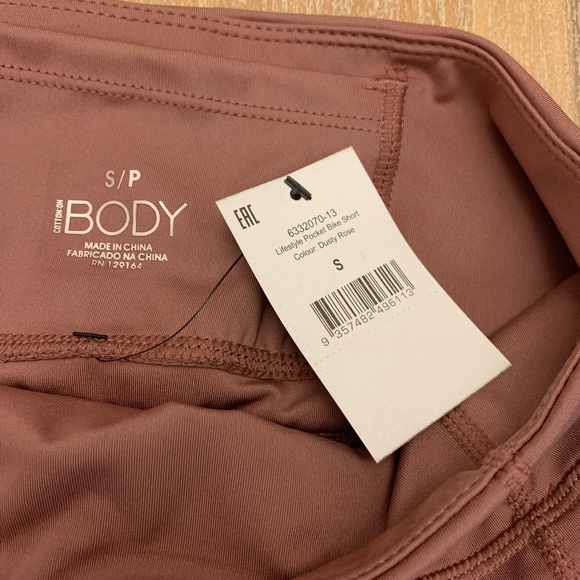 S/P
COTTON:ON
BODY
MADE IN CHINA
FABRICADO NA CHINA
RN 129164
EAC
6332070-13
Lifestyle Pocket Bike Short
Colour: Dusty Rose
S
9 357482 496113